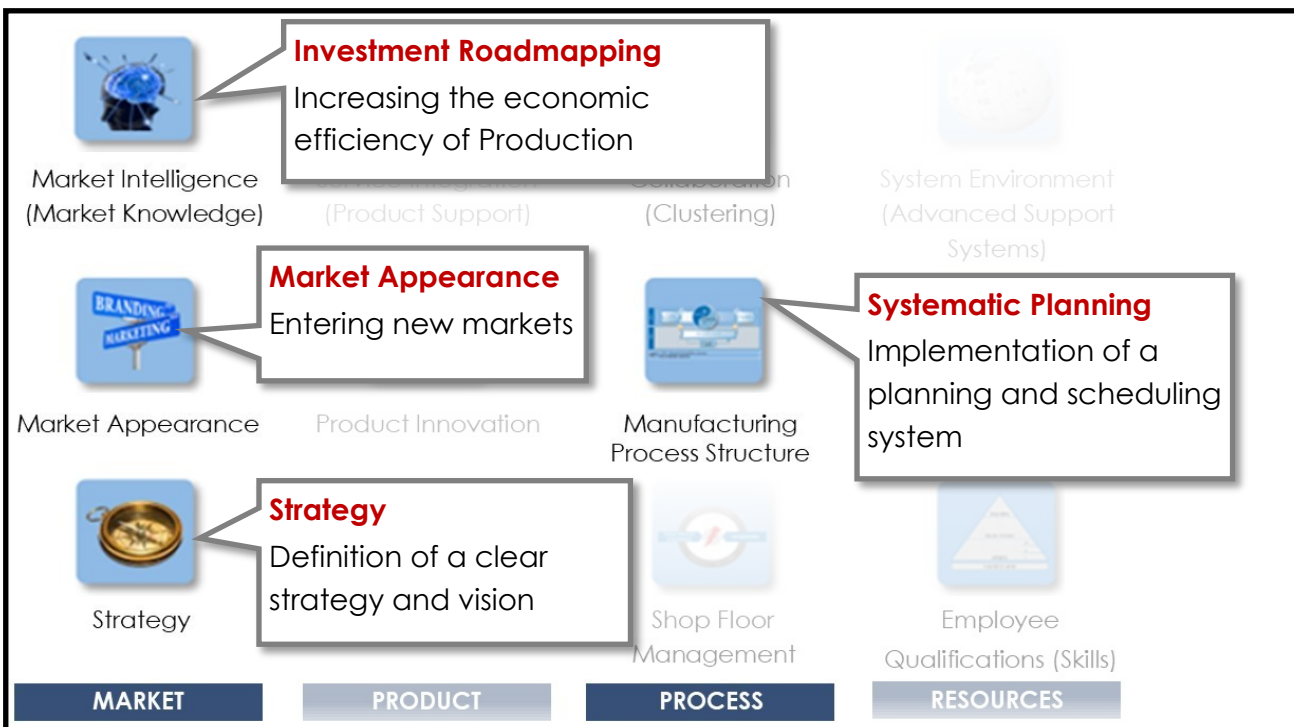 Investment Roadmapping
Increasing the economic
efficiency of Production
Market Intelligence
(Market Knowledge)
(Product Support)
Collaboration
(Clustering)
System Environment
(Advanced Support
Systems)
Market Appearance
Entering new markets
BRANDING
MARKETING
Systematic Planning
Implementation of a
planning and scheduling
system
Market Appearance
Product Innovation
Manufacturing
Process Structure
Strategy
Definition of a clear
strategy and vision
Strategy
Shop Floor
Management
Employee
Qualifications (Skills)
MARKET
PRODUCT
PROCESS
RESOURCES